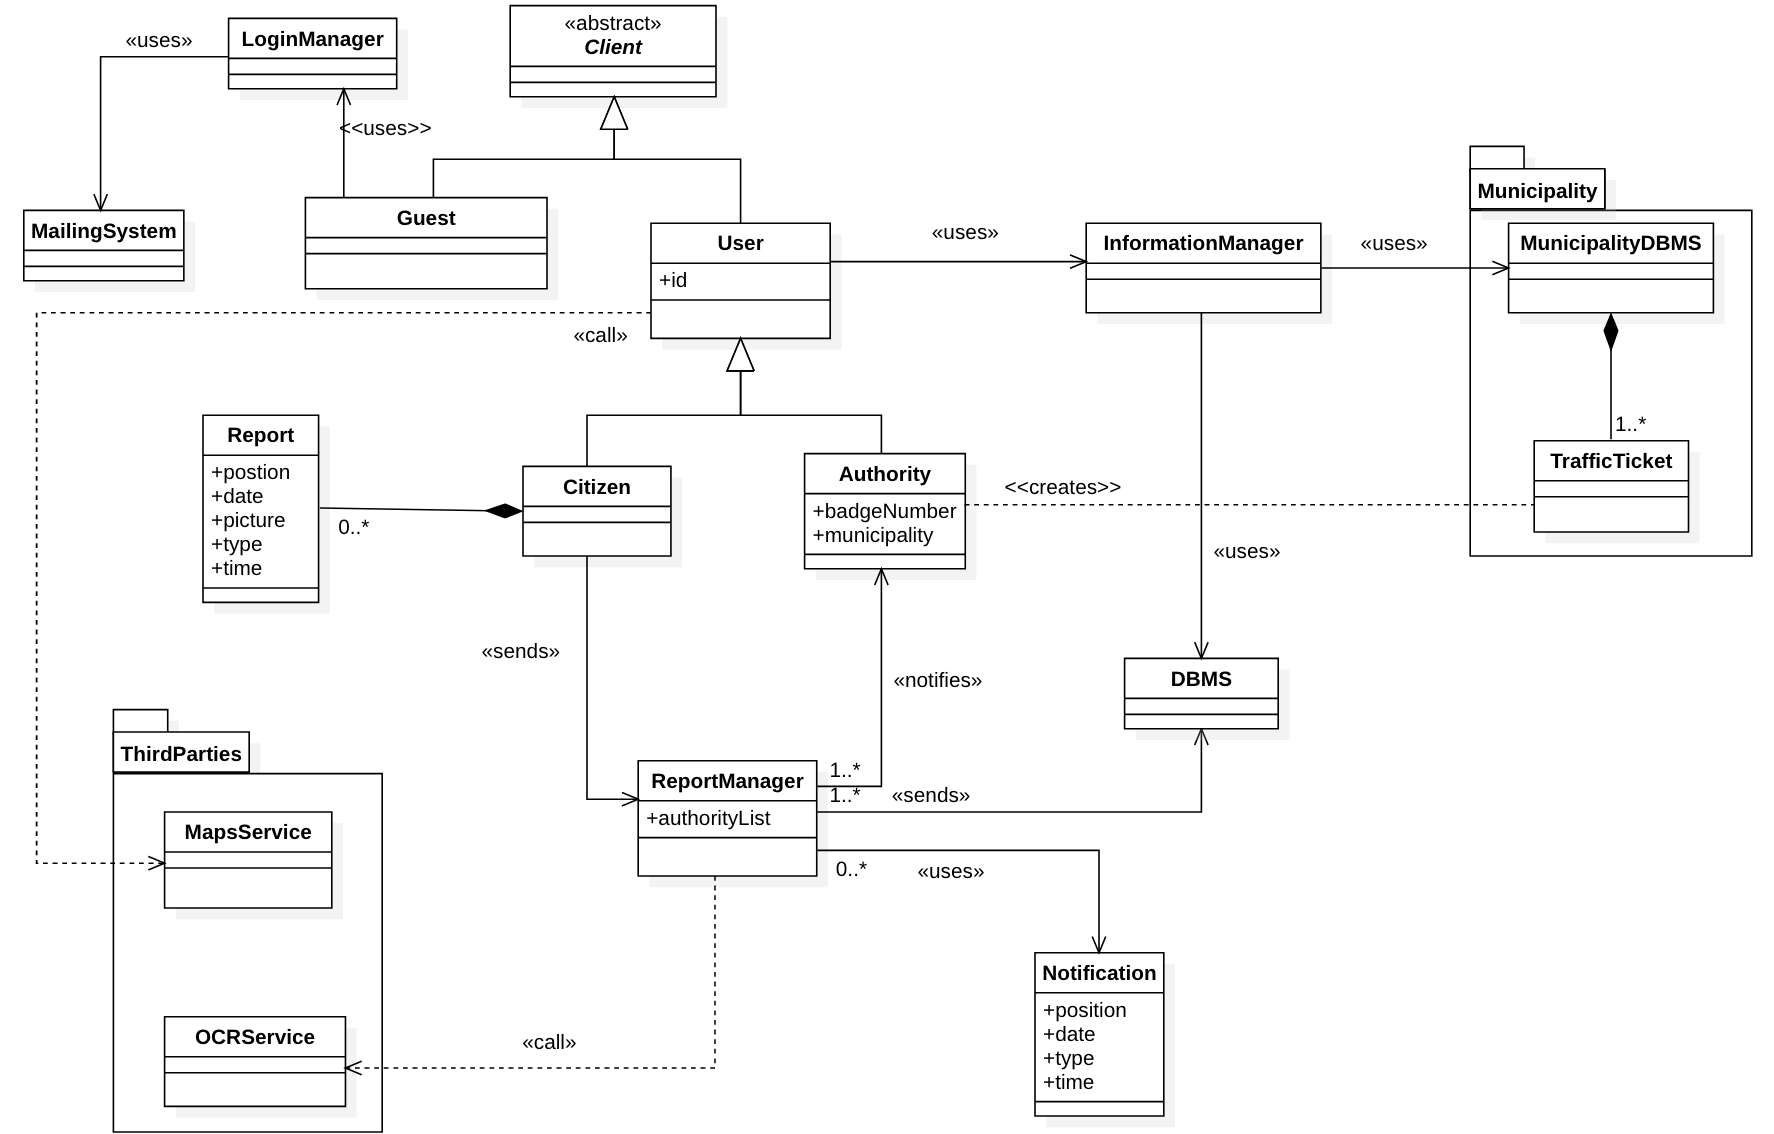 «uses»
LoginManager
«abstract»
Client
<<uses>>
MailingSystem
Guest
User
+id
«uses»
InformationManager
«uses»
Municipality
MunicipalityDBMS
«call»
1..*
TrafficTicket
Report
+postion
+date
+picture
+type
+time
0..*
Citizen
Authority
+badgeNumber
+municipality
<<creates>>
«uses»
«sends»
«notifies»
DBMS
ThirdParties
MapsService
ReportManager
+authorityList
1..*
1..*
«sends»
0..*
«uses»
OCRService
«call»
Notification
+position
+date
+type
+time